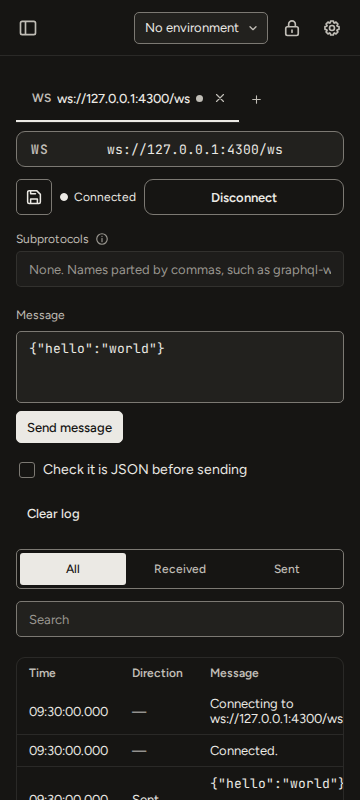 No environment
WS ws://127.0.0.1:4300/ws
WS ws://127.0.0.1:4300/ws
Connected
Disconnect
Subprotocols
None. Names parted by commas, such as graphql-w
Message
{"hello":"world"}
Send message
Check it is JSON before sending
Clear log
All Received Sent
Search
Time Direction Message
09:30:00.000 — Connecting to
ws://127.0.0.1:4300/ws
09:30:00.000 — Connected.
{"hello":"world"}
09:30:00.000 Sent